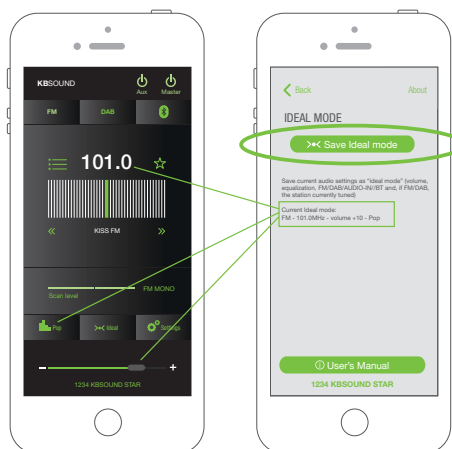 KBSOUND
Aux Master
FM DAB
101.0
KISS FM
Scan level FM MONO
Pop Ideal Settings
- +
1234 KBSOUND STAR
Back About
IDEAL MODE
Save Ideal mode
Save current audio settings as "ideal mode" (volume,
equalization, FM/DAB/AUDIO-IN//BT and, if FM/DAB,
the station currently tuned)
Current Ideal mode:
FM - 101.0MHz - volume +10 - Pop
User's Manual
1234 KBSOUND STAR